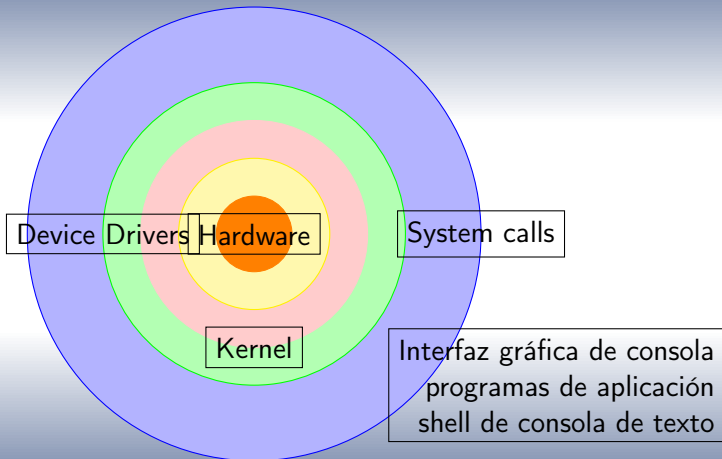 Device Drivers
Hardware
System calls
Kernel
Interfaz gráfica de consola
programas de aplicación
shell de consola de texto